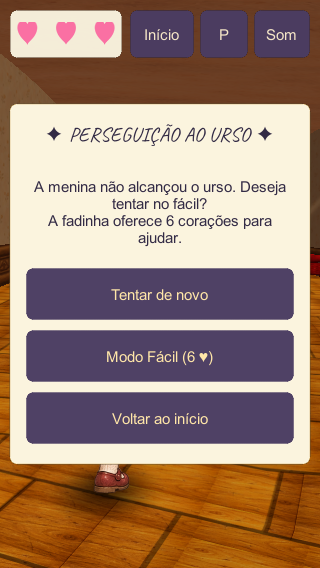 Início
P
Som
✦ PERSEGUIÇÃO AO URSO ✦
A menina não alcançou o urso. Deseja
tentar no fácil?
A fadinha oferece 6 corações para
ajudar.
Tentar de novo
Modo Fácil (6 ♥)
Voltar ao início